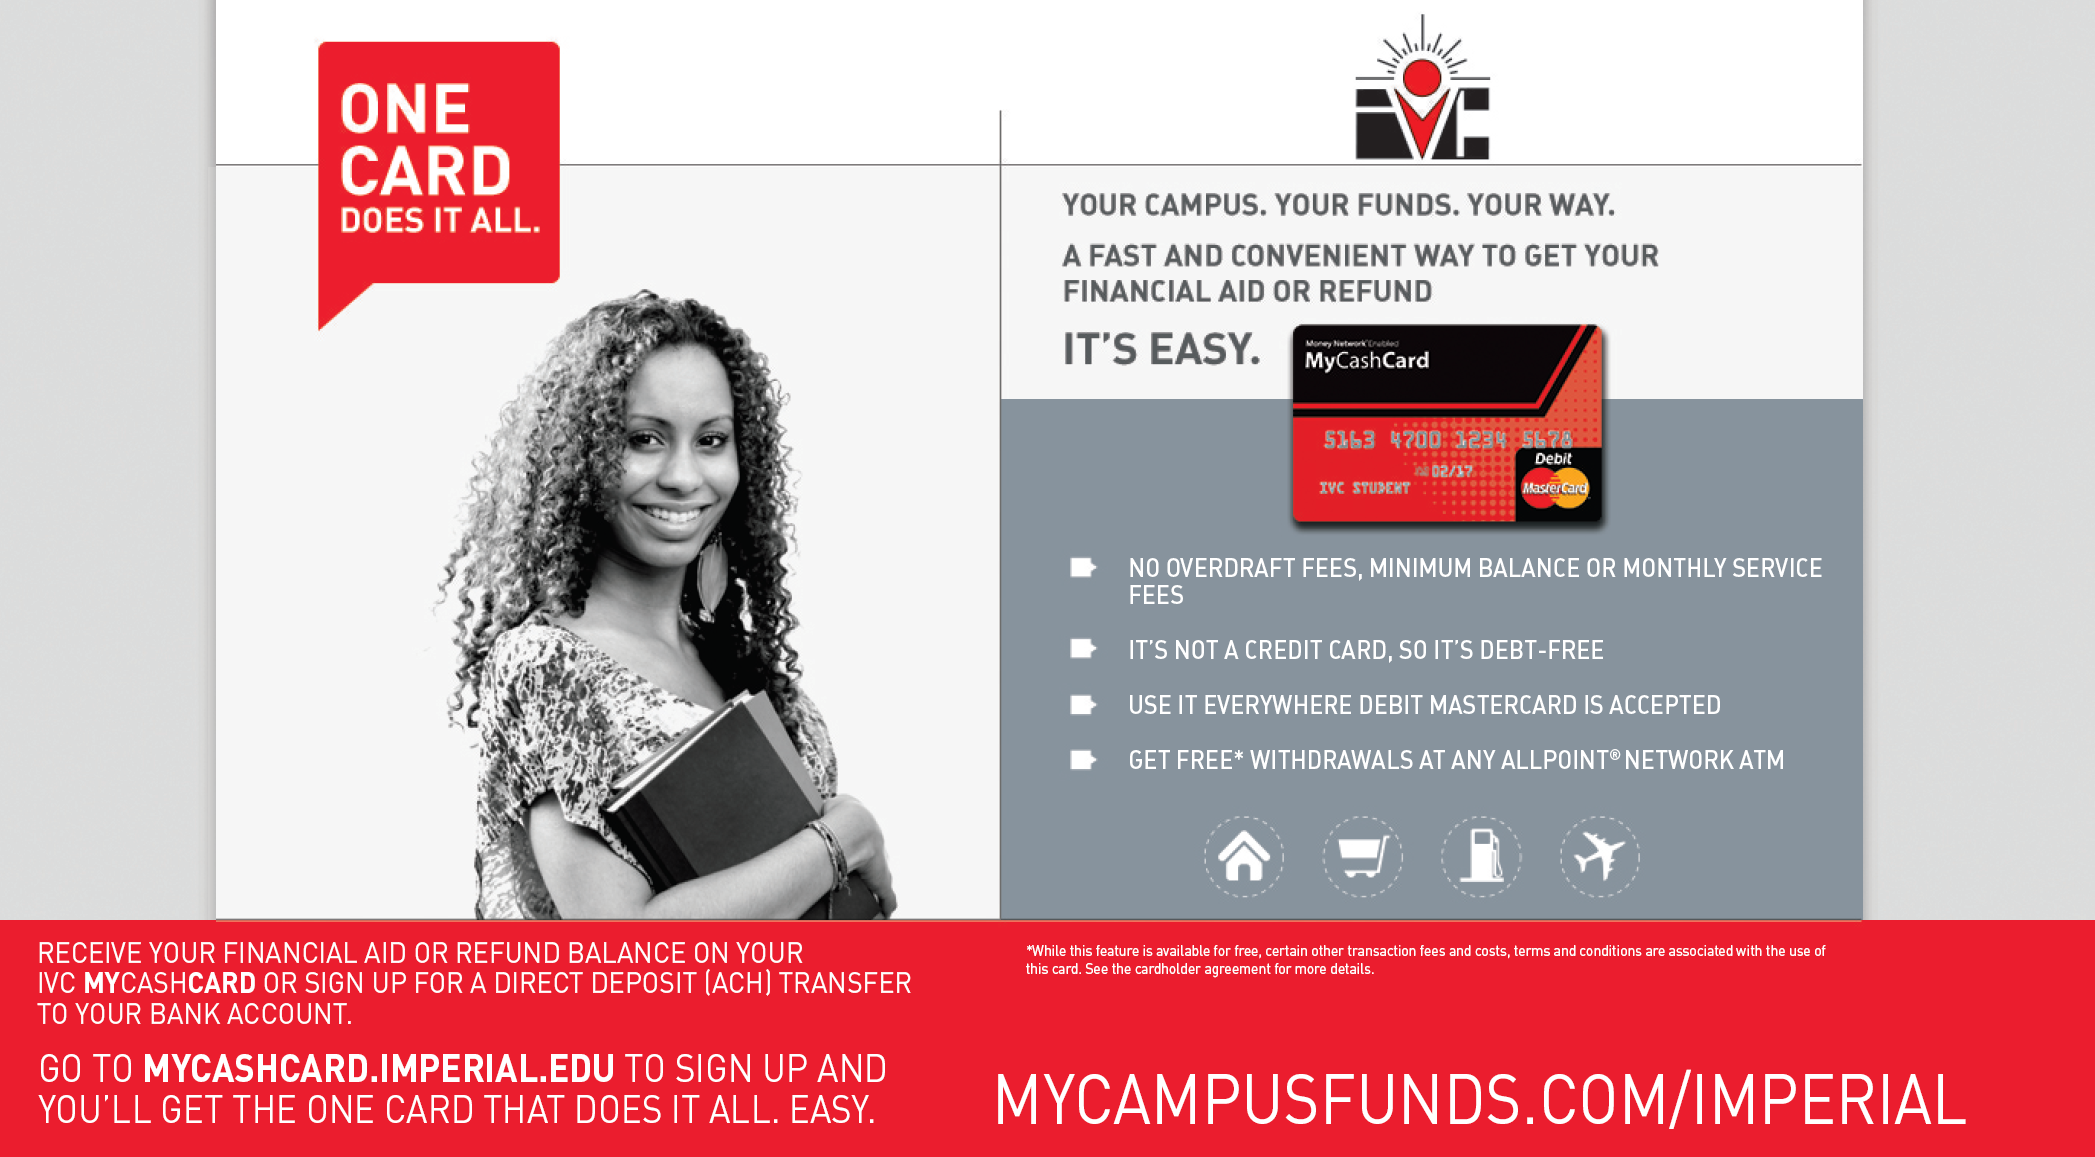 ONE
CARD
DOES IT ALL.
iVC
YOUR CAMPUS. YOUR FUNDS. YOUR WAY.
A FAST AND CONVENIENT WAY TO GET YOUR
FINANCIAL AID OR REFUND
IT'S EASY.
Money Network® Enabled
MyCashCard
5163 4700 1234 5678
02/17
IVC STUDENT
Debit
MasterCard
NO OVERDRAFT FEES, MINIMUM BALANCE OR MONTHLY SERVICE
FEES
IT'S NOT A CREDIT CARD, SO IT'S DEBT-FREE
USE IT EVERYWHERE DEBIT MASTERCARD IS ACCEPTED
GET FREE* WITHDRAWALS AT ANY ALLPOINT® NETWORK ATM
RECEIVE YOUR FINANCIAL AID OR REFUND BALANCE ON YOUR
IVC MYCASHCARD OR SIGN UP FOR A DIRECT DEPOSIT (ACH) TRANSFER
TO YOUR BANK ACCOUNT.
GO TO MYCASHCARD.IMPERIAL.EDU TO SIGN UP AND
YOU'LL GET THE ONE CARD THAT DOES IT ALL. EASY.
*While this feature is available for free, certain other transaction fees and costs, terms and conditions are associated with the use of
this card. See the cardholder agreement for more details.
MYCAMPUSFUNDS.COM/IMPERIAL